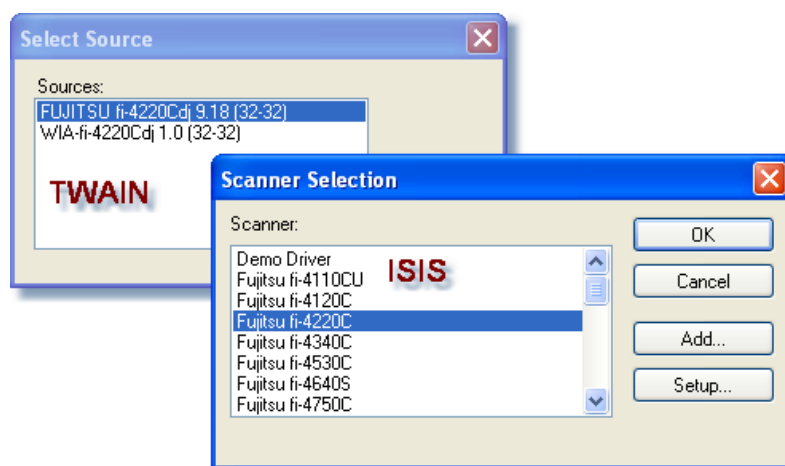 Select Source
Sources:
FUJITSU fi-4220Cdj 9.18 (32-32)
WIA-fi-4220Cdj 1.0 (32-32)
TWAIN
Scanner Selection
Scanner:
Demo Driver
Fujitsu fi-4110CU
Fujitsu fi-4120C
Fujitsu fi-4220C
Fujitsu fi-4340C
Fujitsu fi-4530C
Fujitsu fi-4640S
Fujitsu fi-4750C
ISIS
OK
Cancel
Add...
Setup...